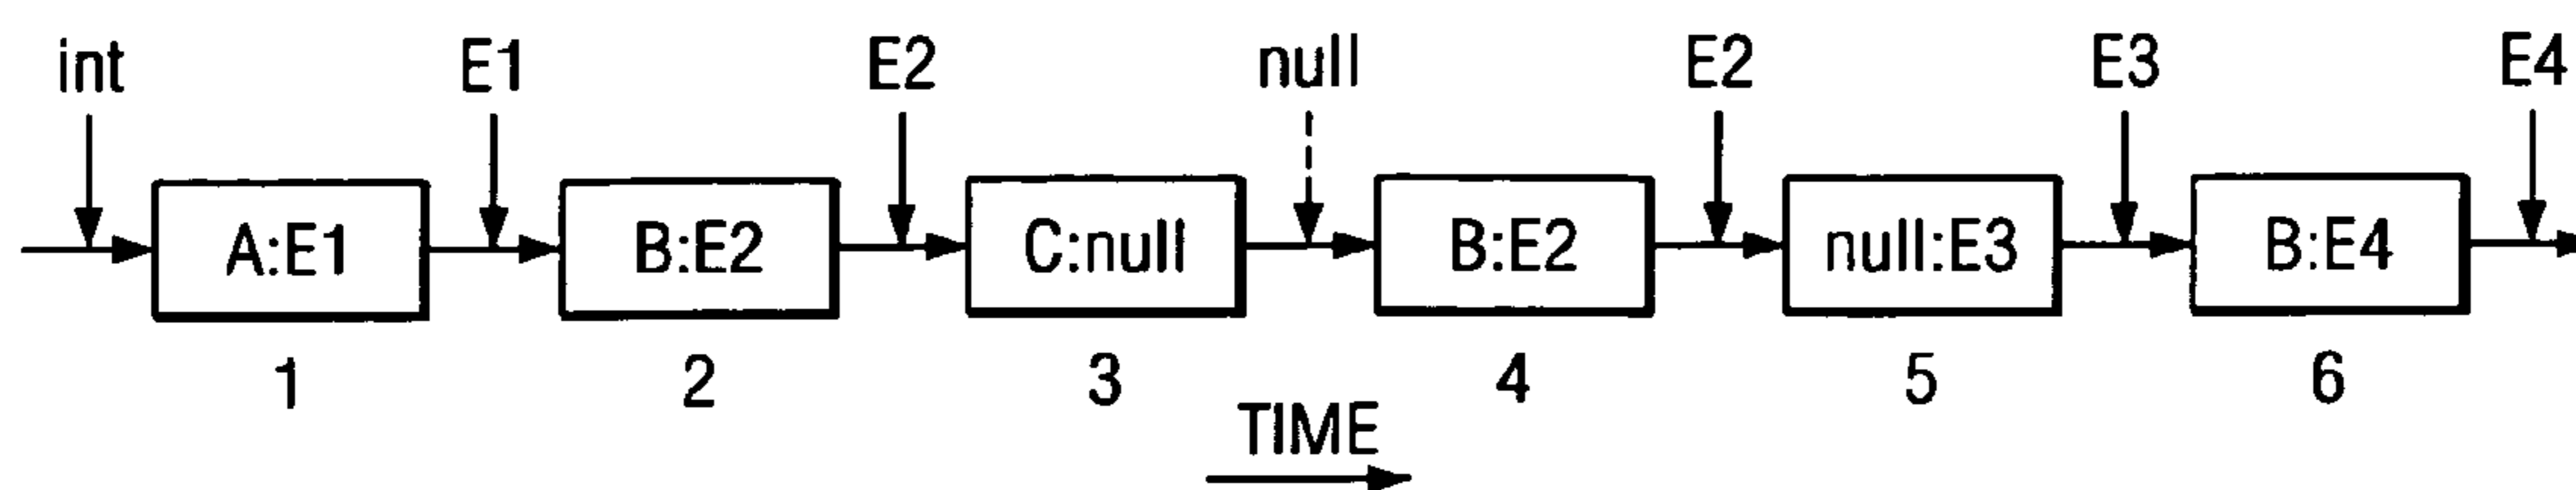 int E1 E2 null E2 E3 E4
A:E1 B:E2 C:null B:E2 null:E3 B:E4
1 2 3 4 5 6
TIME